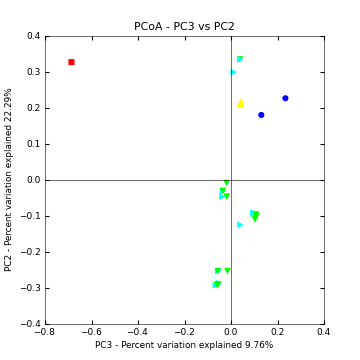 PCoA - PC3 vs PC2
PC2 - Percent variation explained 22.29%
0.4
0.3
0.2
0.1
0.0
−0.1
−0.2
−0.3
−0.4
−0.8 −0.6 −0.4 −0.2 0.0 0.2 0.4
PC3 - Percent variation explained 9.76%